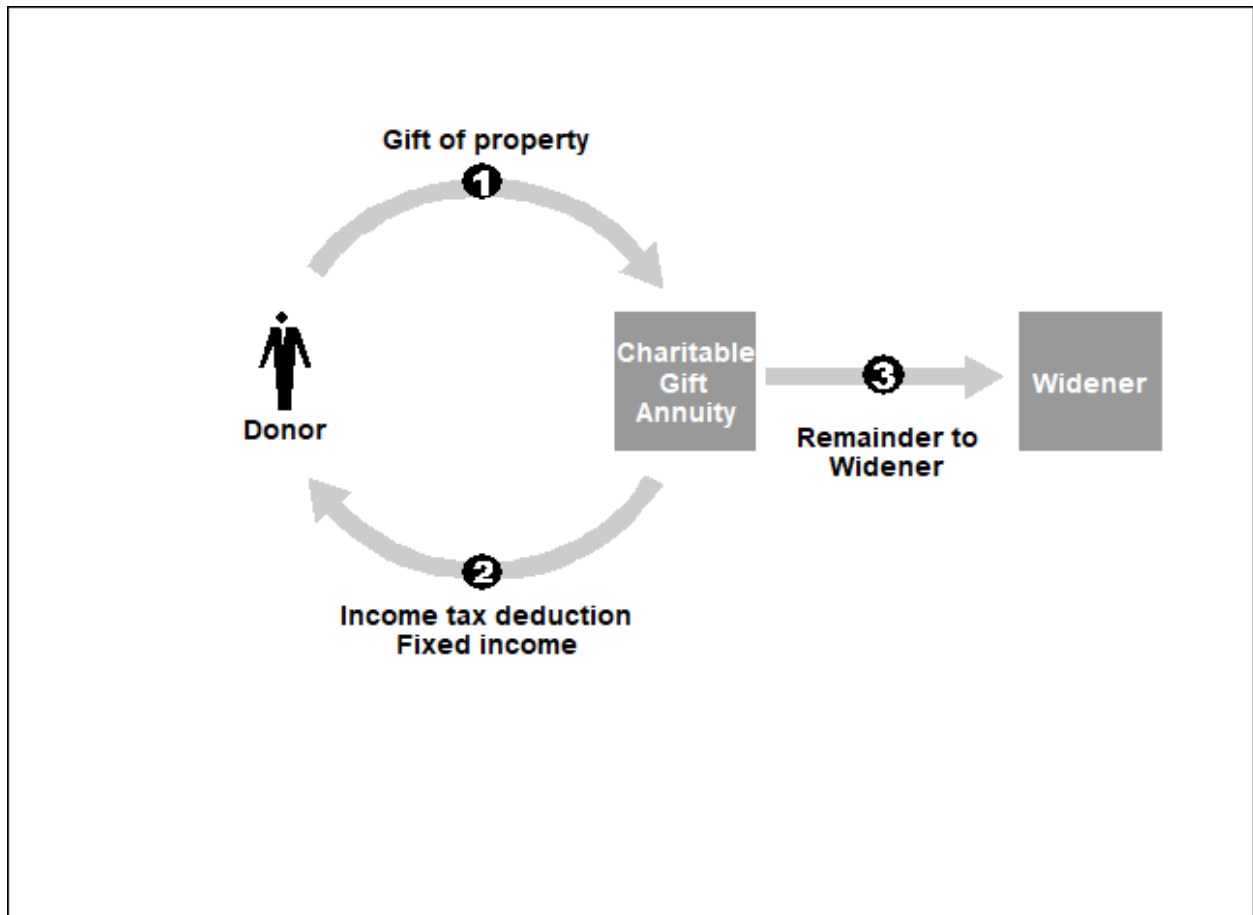 Gift of property
1
Donor
Charitable
Gift
Annuity
3
Remainder to
Widener
Widener
2
Income tax deduction
Fixed income